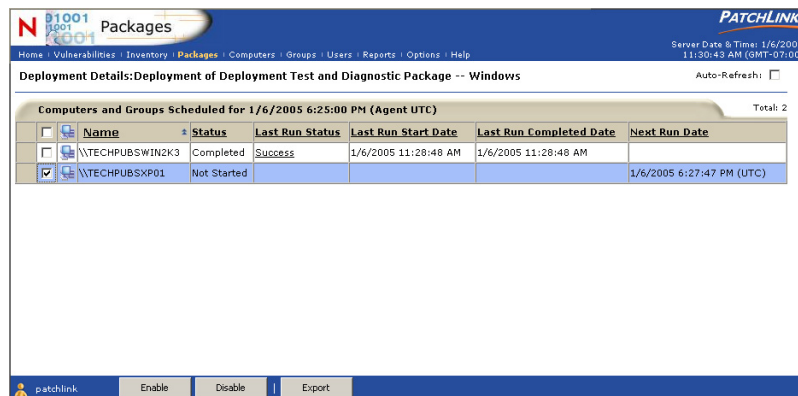 N 01001 1001 01001 Packages
PATCHLINK
Server Date & Time: 1/6/200
11:30:43 AM (GMT-07:00
Home | Vulnerabilities | Inventory | Packages | Computers | Groups | Users | Reports | Options | Help
Deployment Details:Deployment of Deployment Test and Diagnostic Package -- Windows
Auto-Refresh:
Computers and Groups Scheduled for 1/6/2005 6:25:00 PM (Agent UTC)
Total: 2
Name Status Last Run Status Last Run Start Date Last Run Completed Date Next Run Date
\\TECHPUBSWIN2K3 Completed Success 1/6/2005 11:28:48 AM 1/6/2005 11:28:48 AM
\\TECHPUBSXP01 Not Started 1/6/2005 6:27:47 PM (UTC)
patchlink Enable Disable | Export